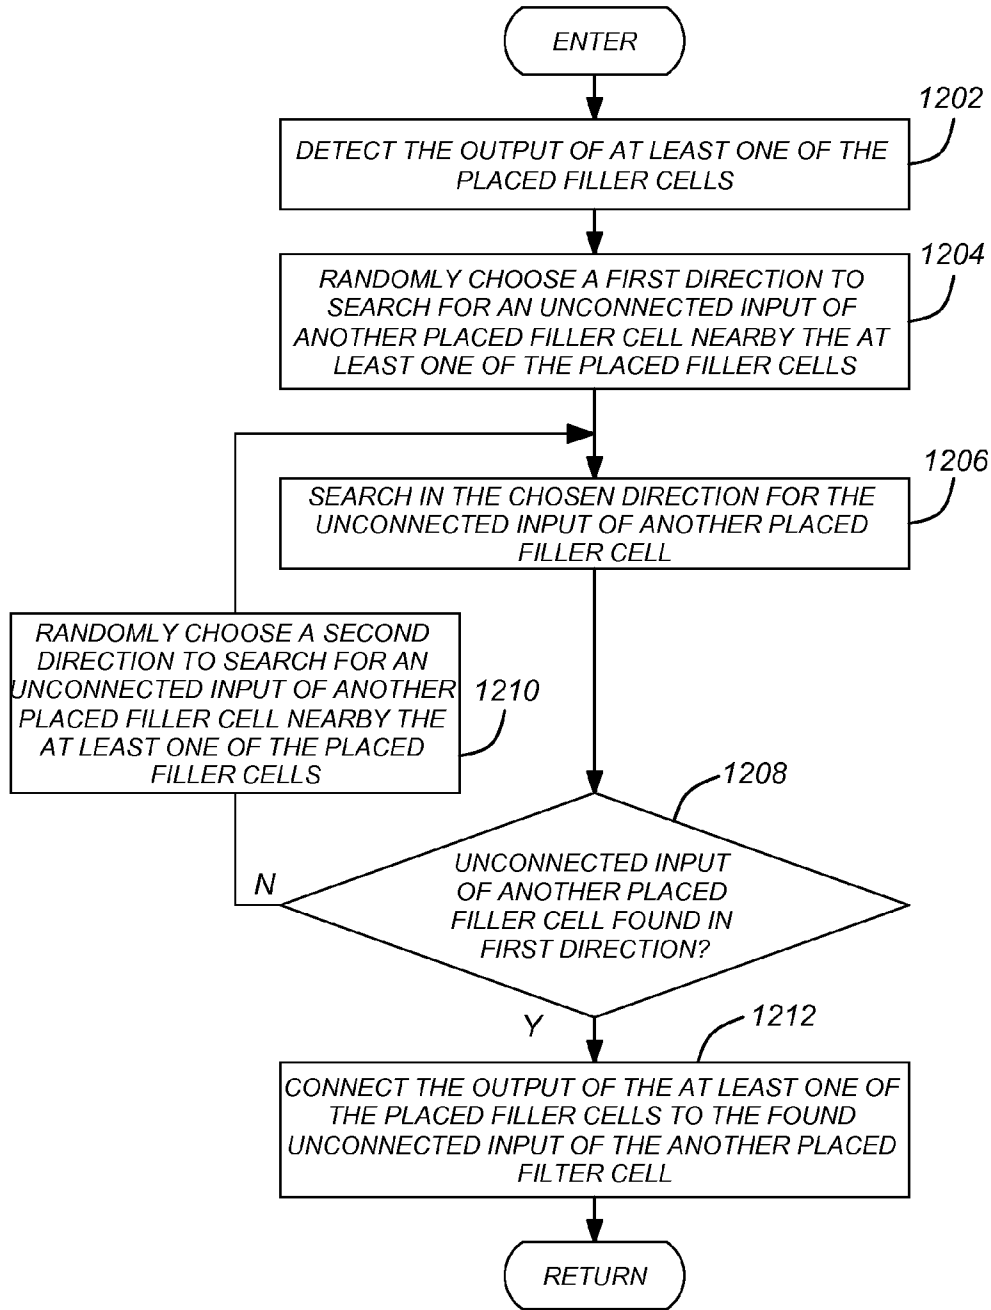 ENTER
1202
DETECT THE OUTPUT OF AT LEAST ONE OF THE
PLACED FILLER CELLS
1204
RANDOMLY CHOOSE A FIRST DIRECTION TO
SEARCH FOR AN UNCONNECTED INPUT OF
ANOTHER PLACED FILLER CELL NEARBY THE AT
LEAST ONE OF THE PLACED FILLER CELLS
1206
SEARCH IN THE CHOSEN DIRECTION FOR THE
UNCONNECTED INPUT OF ANOTHER PLACED
FILLER CELL
RANDOMLY CHOOSE A SECOND
DIRECTION TO SEARCH FOR AN
UNCONNECTED INPUT OF ANOTHER
PLACED FILLER CELL NEARBY THE
AT LEAST ONE OF THE PLACED
FILLER CELLS
1210
1208
UNCONNECTED INPUT
OF ANOTHER PLACED
FILLER CELL FOUND IN
FIRST DIRECTION?
N
Y
1212
CONNECT THE OUTPUT OF THE AT LEAST ONE OF
THE PLACED FILLER CELLS TO THE FOUND
UNCONNECTED INPUT OF THE ANOTHER PLACED
FILTER CELL
RETURN